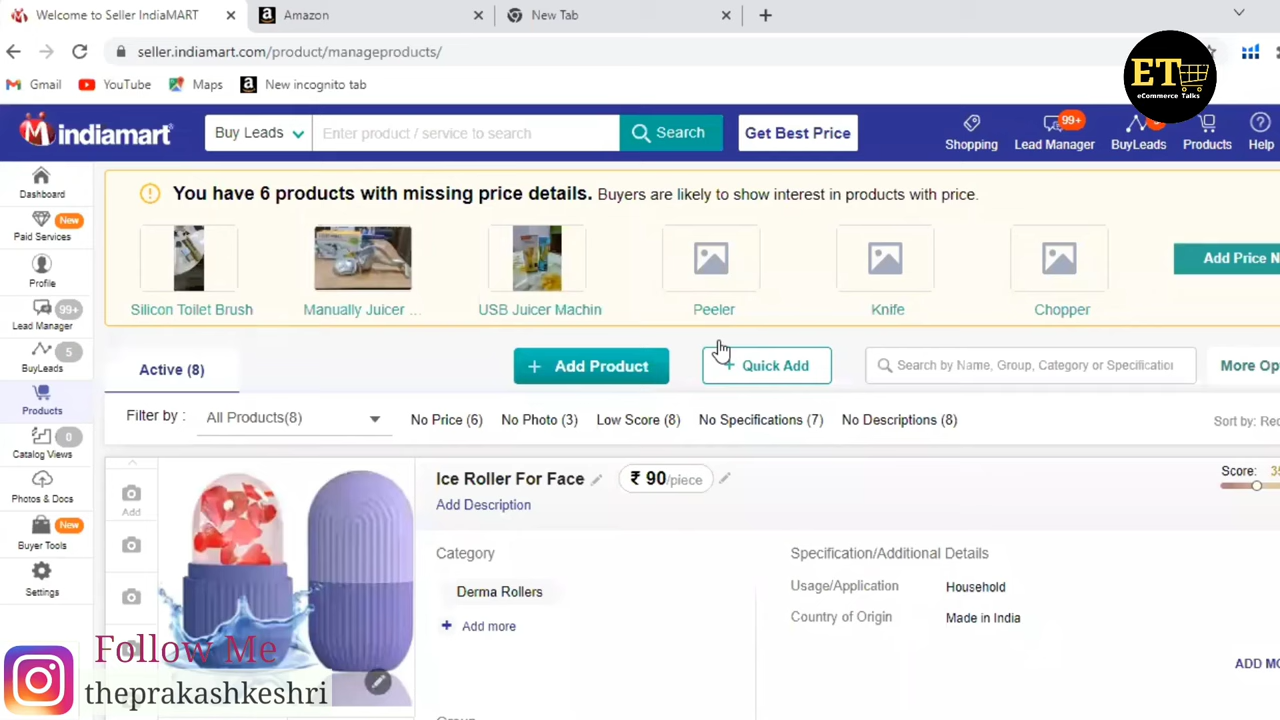 Welcome to Seller IndiaMART
Amazon
New Tab
seller.indiamart.com/product/manageproducts/
Gmail
YouTube
Maps
New incognito tab
ET
eCommerce Talks
indiamart
Buy Leads
Enter product / service to search
Search
Get Best Price
Shopping
99+
Lead Manager
BuyLeads
Products
Help
Dashboard
New
Paid Services
Profile
99+
Lead Manager
5
BuyLeads
Products
0
Catalog Views
Photos & Docs
New
Buyer Tools
Settings
You have 6 products with missing price details. Buyers are likely to show interest in products with price.
Silicon Toilet Brush
Manually Juicer ...
USB Juicer Machin
Peeler
Knife
Chopper
Add Price N
Active (8)
+ Add Product
+ Quick Add
Search by Name, Group, Category or Specification
More Op
Filter by :
All Products(8)
No Price (6)
No Photo (3)
Low Score (8)
No Specifications (7)
No Descriptions (8)
Sort by: Rec
Add
Ice Roller For Face
₹ 90/piece
Add Description
Score: 35
Category
Derma Rollers
+ Add more
Specification/Additional Details
Usage/Application Household
Country of Origin Made in India
ADD MO
Follow Me
theprakashkeshri